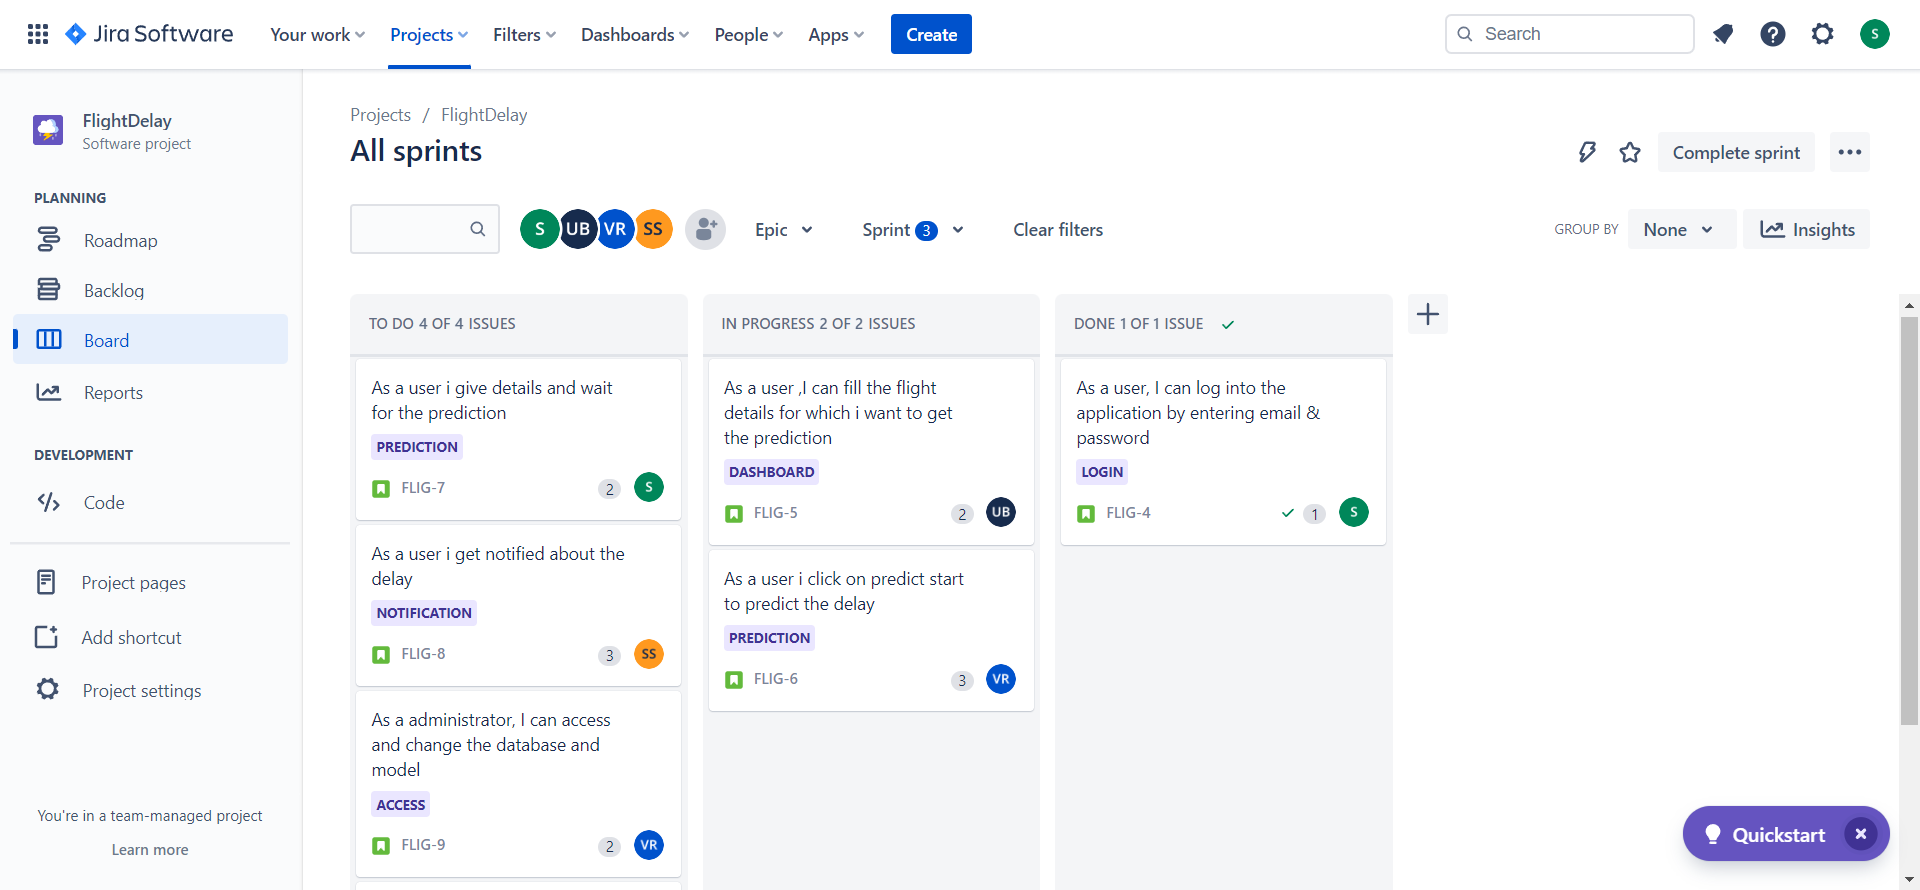 Jira Software
Your work
Projects
Filters
Dashboards
People
Apps
Create
Search
S
FlightDelay
Software project
PLANNING
Roadmap
Backlog
Board
Reports
DEVELOPMENT
Code
Project pages
Add shortcut
Project settings
You're in a team-managed project
Learn more
Projects / FlightDelay
All sprints
Complete sprint
S UB VR SS
Epic
Sprint 3
Clear filters
GROUP BY
None
Insights
TO DO 4 OF 4 ISSUES
As a user i give details and wait
for the prediction
PREDICTION
FLIG-7 2 S
As a user i get notified about the
delay
NOTIFICATION
FLIG-8 3 SS
As a administrator, I can access
and change the database and
model
ACCESS
FLIG-9 2 VR
IN PROGRESS 2 OF 2 ISSUES
As a user ,I can fill the flight
details for which i want to get
the prediction
DASHBOARD
FLIG-5 2 UB
As a user i click on predict start
to predict the delay
PREDICTION
FLIG-6 3 VR
DONE 1 OF 1 ISSUE
As a user, I can log into the
application by entering email &
password
LOGIN
FLIG-4 1 S
Quickstart